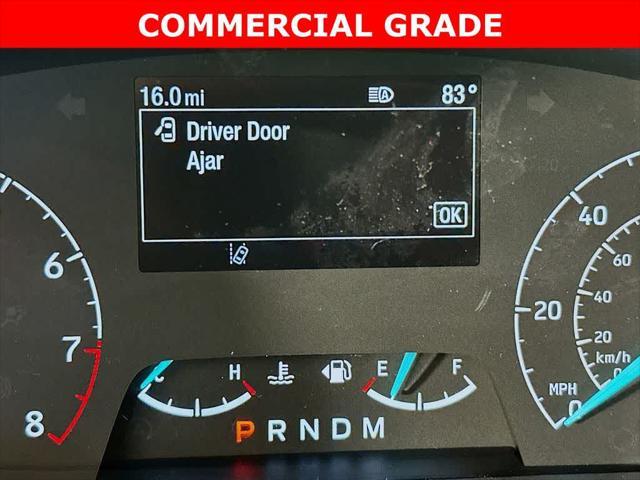 COMMERCIAL GRADE
16.0 mi 83°
Driver Door
Ajar
OK
6
7
8
H
E F
P R N D M
40
20
MPH 0
60
40
20
km/h